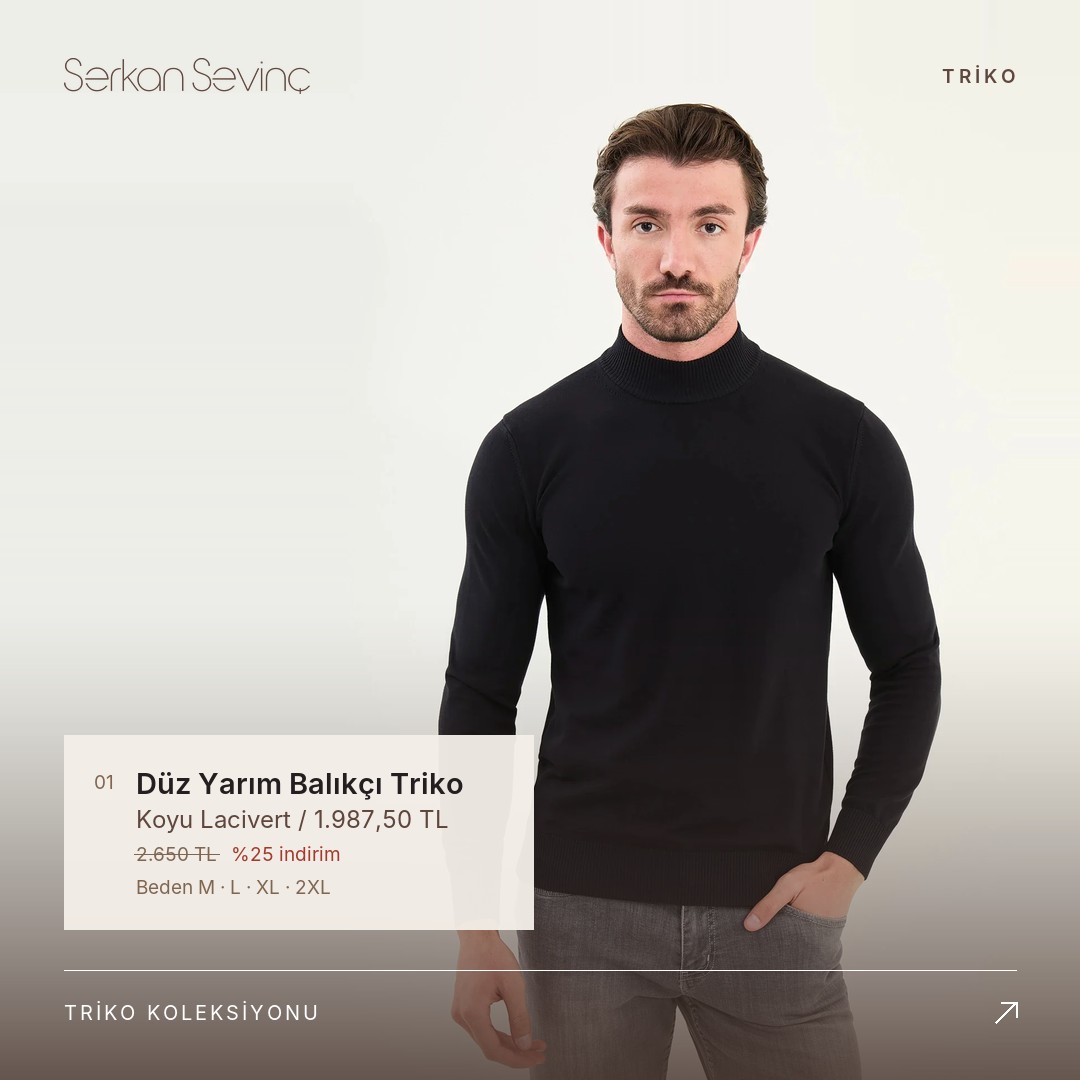 Serkan Sevinç
TRİKO
01 Düz Yarım Balıkçı Triko
Koyu Lacivert / 1.987,50 TL
2.650 TL %25 indirim
Beden M · L · XL · 2XL
TRİKO KOLEKSİYONU